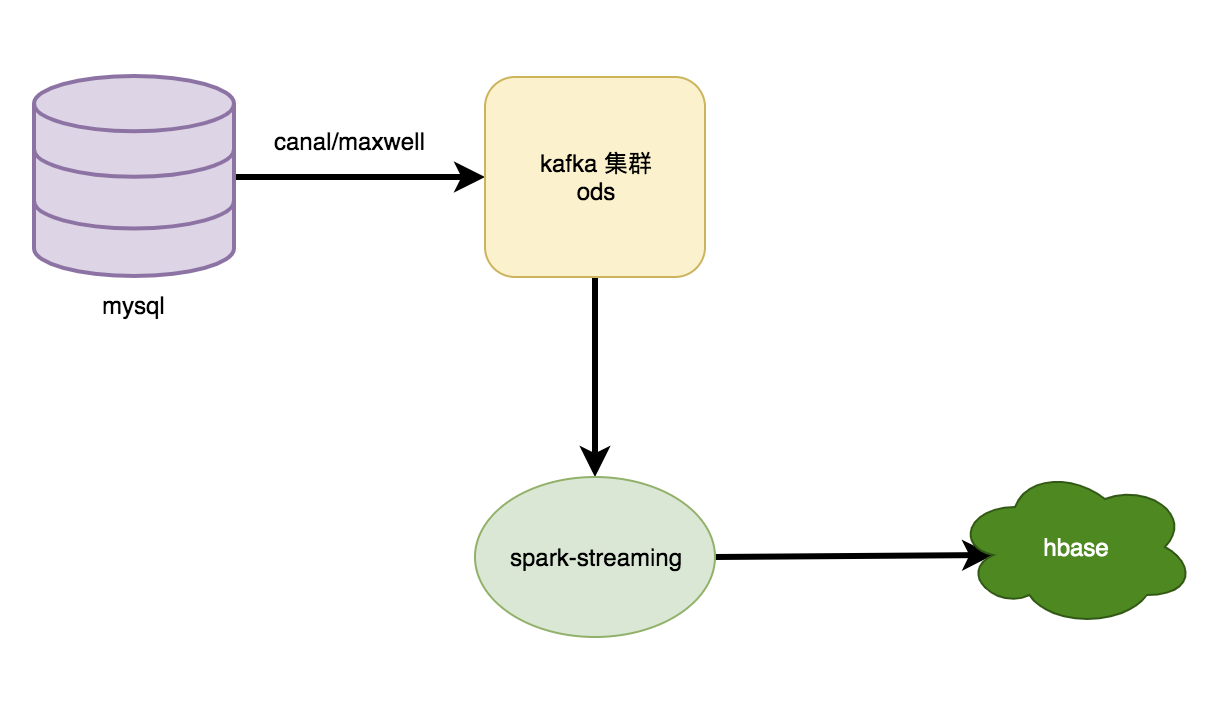 canal/maxwell
kafka 集群
ods
mysql
spark-streaming
hbase